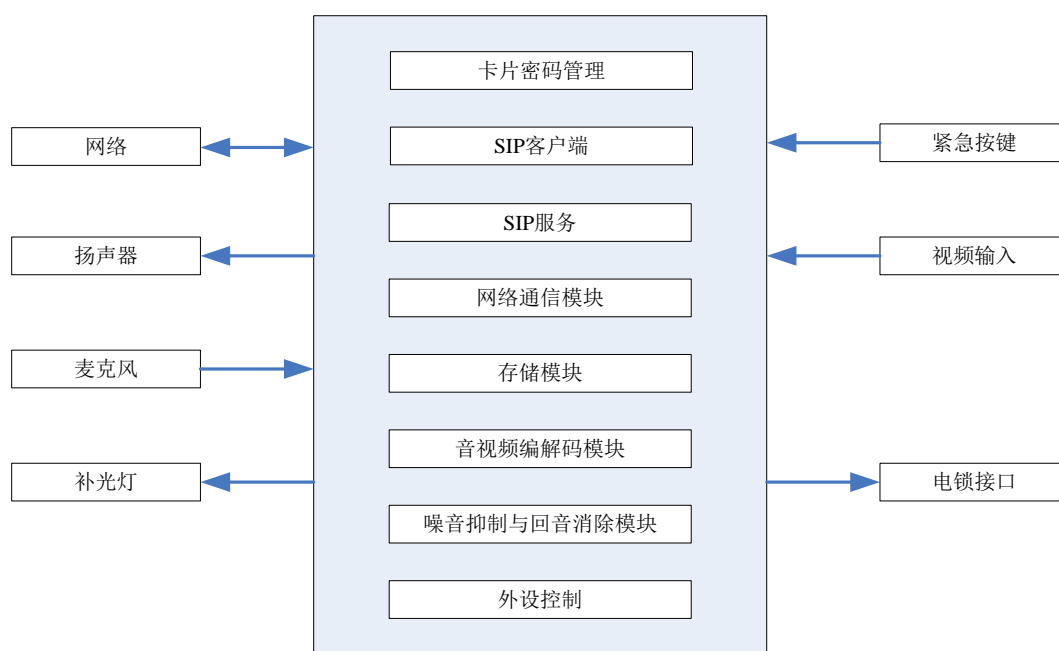 卡片密码管理
网络
SIP客户端
紧急按键
SIP服务
扬声器
视频输入
网络通信模块
麦克风
存储模块
音视频编解码模块
补光灯
电锁接口
噪音抑制与回音消除模块
外设控制